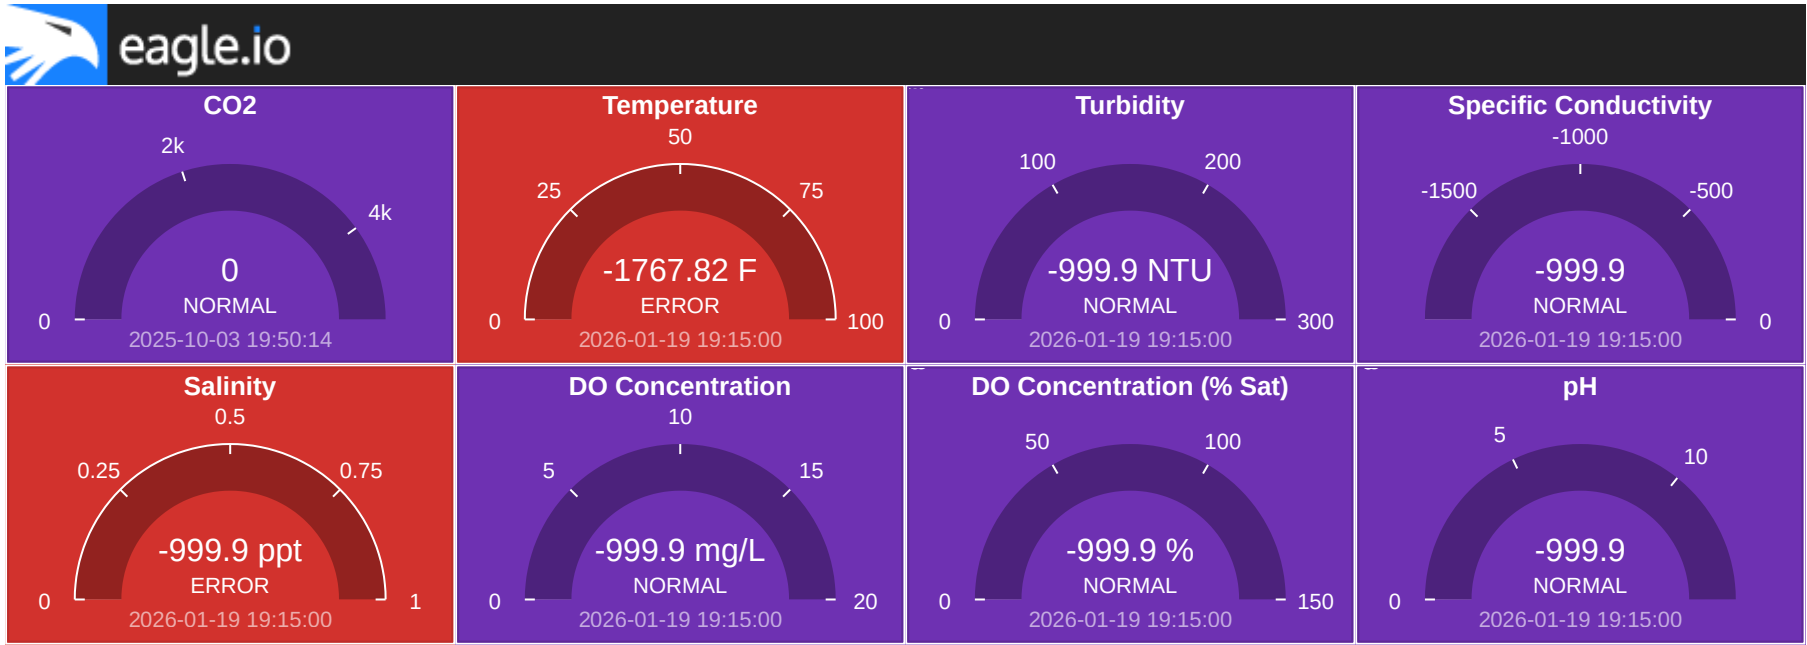 eagle.io
CO2
2k
4k
0
NORMAL
0
2025-10-03 19:50:14
Temperature
50
25
75
-1767.82 F
ERROR
0
100
2026-01-19 19:15:00
Turbidity
100
200
-999.9 NTU
NORMAL
0
300
2026-01-19 19:15:00
Specific Conductivity
-1000
-1500
-500
-999.9
NORMAL
0
2026-01-19 19:15:00
Salinity
0.5
0.25
0.75
-999.9 ppt
ERROR
0
1
2026-01-19 19:15:00
DO Concentration
10
5
15
-999.9 mg/L
NORMAL
0
20
2026-01-19 19:15:00
DO Concentration (% Sat)
50
100
-999.9 %
NORMAL
0
150
2026-01-19 19:15:00
pH
5
10
-999.9
NORMAL
0
2026-01-19 19:15:00